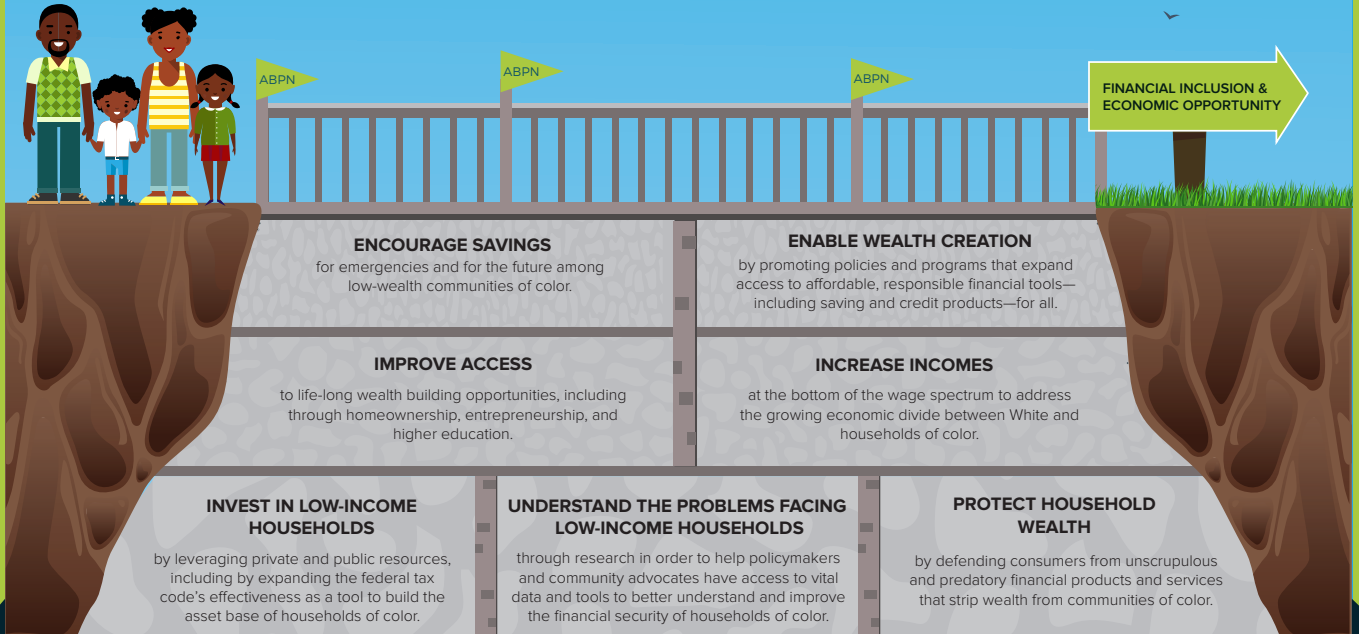 ABPN
ABPN
ABPN
FINANCIAL INCLUSION &
ECONOMIC OPPORTUNITY
ENCOURAGE SAVINGS
for emergencies and for the future among
low-wealth communities of color.
ENABLE WEALTH CREATION
by promoting policies and programs that expand
access to affordable, responsible financial tools—
including saving and credit products—for all.
IMPROVE ACCESS
to life-long wealth building opportunities, including
through homeownership, entrepreneurship, and
higher education.
INCREASE INCOMES
at the bottom of the wage spectrum to address
the growing economic divide between White and
households of color.
INVEST IN LOW-INCOME
HOUSEHOLDS
by leveraging private and public resources,
including by expanding the federal tax
code’s effectiveness as a tool to build the
asset base of households of color.
UNDERSTAND THE PROBLEMS FACING
LOW-INCOME HOUSEHOLDS
through research in order to help policymakers
and community advocates have access to vital
data and tools to better understand and improve
the financial security of households of color.
PROTECT HOUSEHOLD
WEALTH
by defending consumers from unscrupulous
and predatory financial products and services
that strip wealth from communities of color.